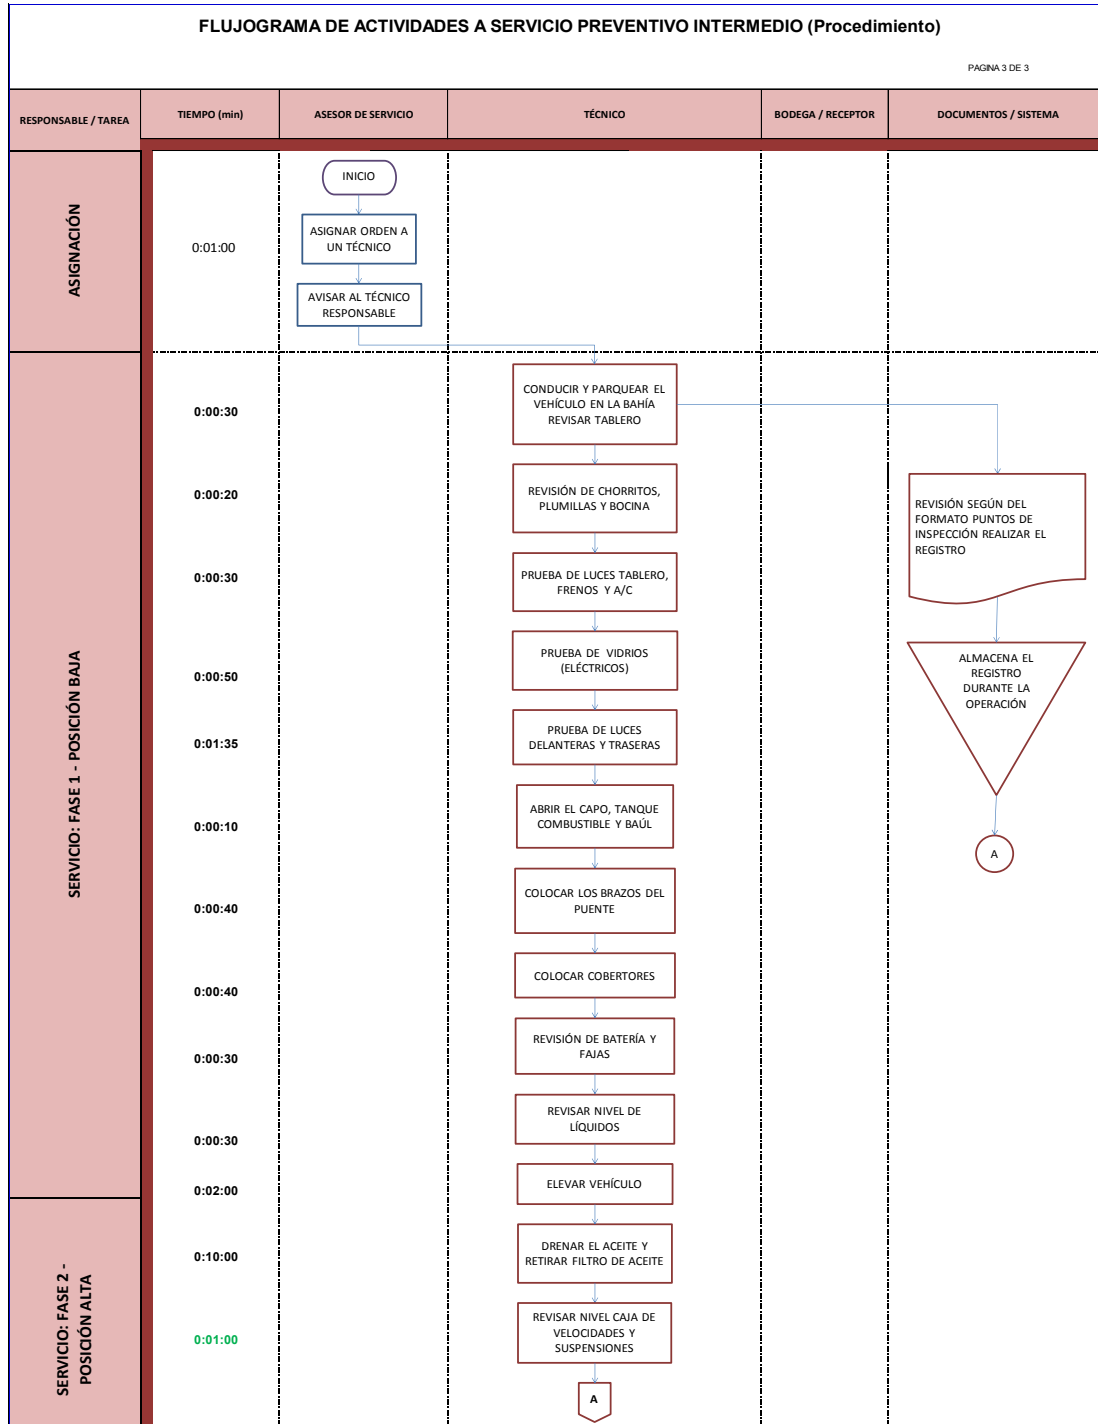 FLUJOGRAMA DE ACTIVIDADES A SERVICIO PREVENTIVO INTERMEDIO (Procedimiento)
PAGINA 3 DE 3
RESPONSABLE / TAREA
TIEMPO (min)
ASESOR DE SERVICIO
TÉCNICO
BODEGA / RECEPTOR
DOCUMENTOS / SISTEMA
ASIGNACIÓN
INICIO
0:01:00
ASIGNAR ORDEN A
UN TÉCNICO
AVISAR AL TÉCNICO
RESPONSABLE
SERVICIO: FASE 1 - POSICIÓN BAJA
0:00:30
CONDUCIR Y PARQUEAR EL
VEHÍCULO EN LA BAHÍA
REVISAR TABLERO
0:00:20
REVISIÓN DE CHORRITOS,
PLUMILLAS Y BOCINA
REVISIÓN SEGÚN DEL
FORMATO PUNTOS DE
INSPECCIÓN REALIZAR EL
REGISTRO
0:00:30
PRUEBA DE LUCES TABLERO,
FRENOS Y A/C
0:00:50
PRUEBA DE VIDRIOS
(ELÉCTRICOS)
ALMACENA EL
REGISTRO
DURANTE LA
OPERACIÓN
0:01:35
PRUEBA DE LUCES
DELANTERAS Y TRASERAS
0:00:10
ABRIR EL CAPO, TANQUE
COMBUSTIBLE Y BAÚL
A
0:00:40
COLOCAR LOS BRAZOS DEL
PUENTE
0:00:40
COLOCAR COBERTORES
0:00:30
REVISIÓN DE BATERÍA Y
FAJAS
0:00:30
REVISAR NIVEL DE
LÍQUIDOS
0:02:00
ELEVAR VEHÍCULO
SERVICIO: FASE 2 -
POSICIÓN ALTA
0:10:00
DRENAR EL ACEITE Y
RETIRAR FILTRO DE ACEITE
0:01:00
REVISAR NIVEL CAJA DE
VELOCIDADES Y
SUSPENSIONES
A